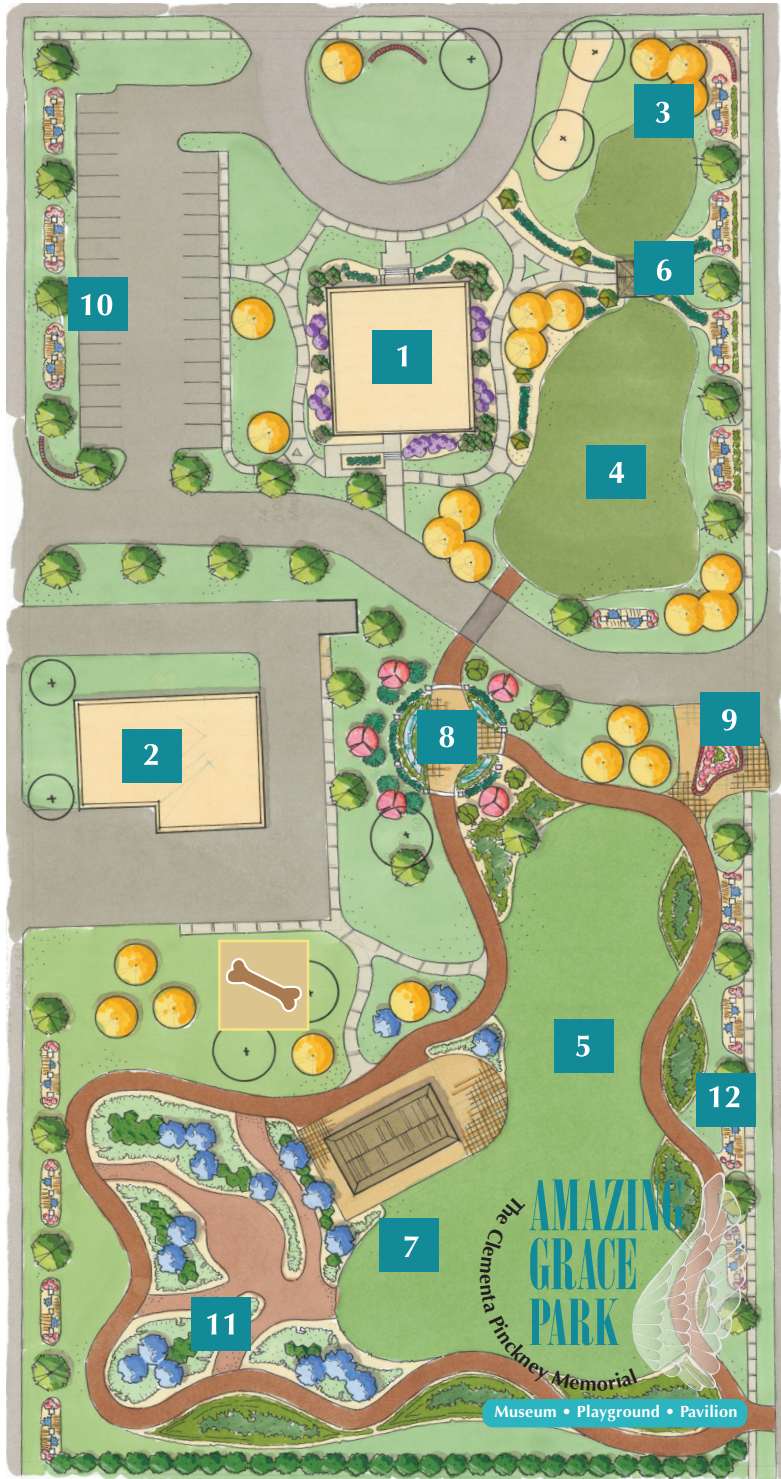 3
6
10
1
4
9
8
2
5
12
The Clementa Pinckney Memorial
AMAZING
GRACE
PARK
7
11
Museum • Playground • Pavilion